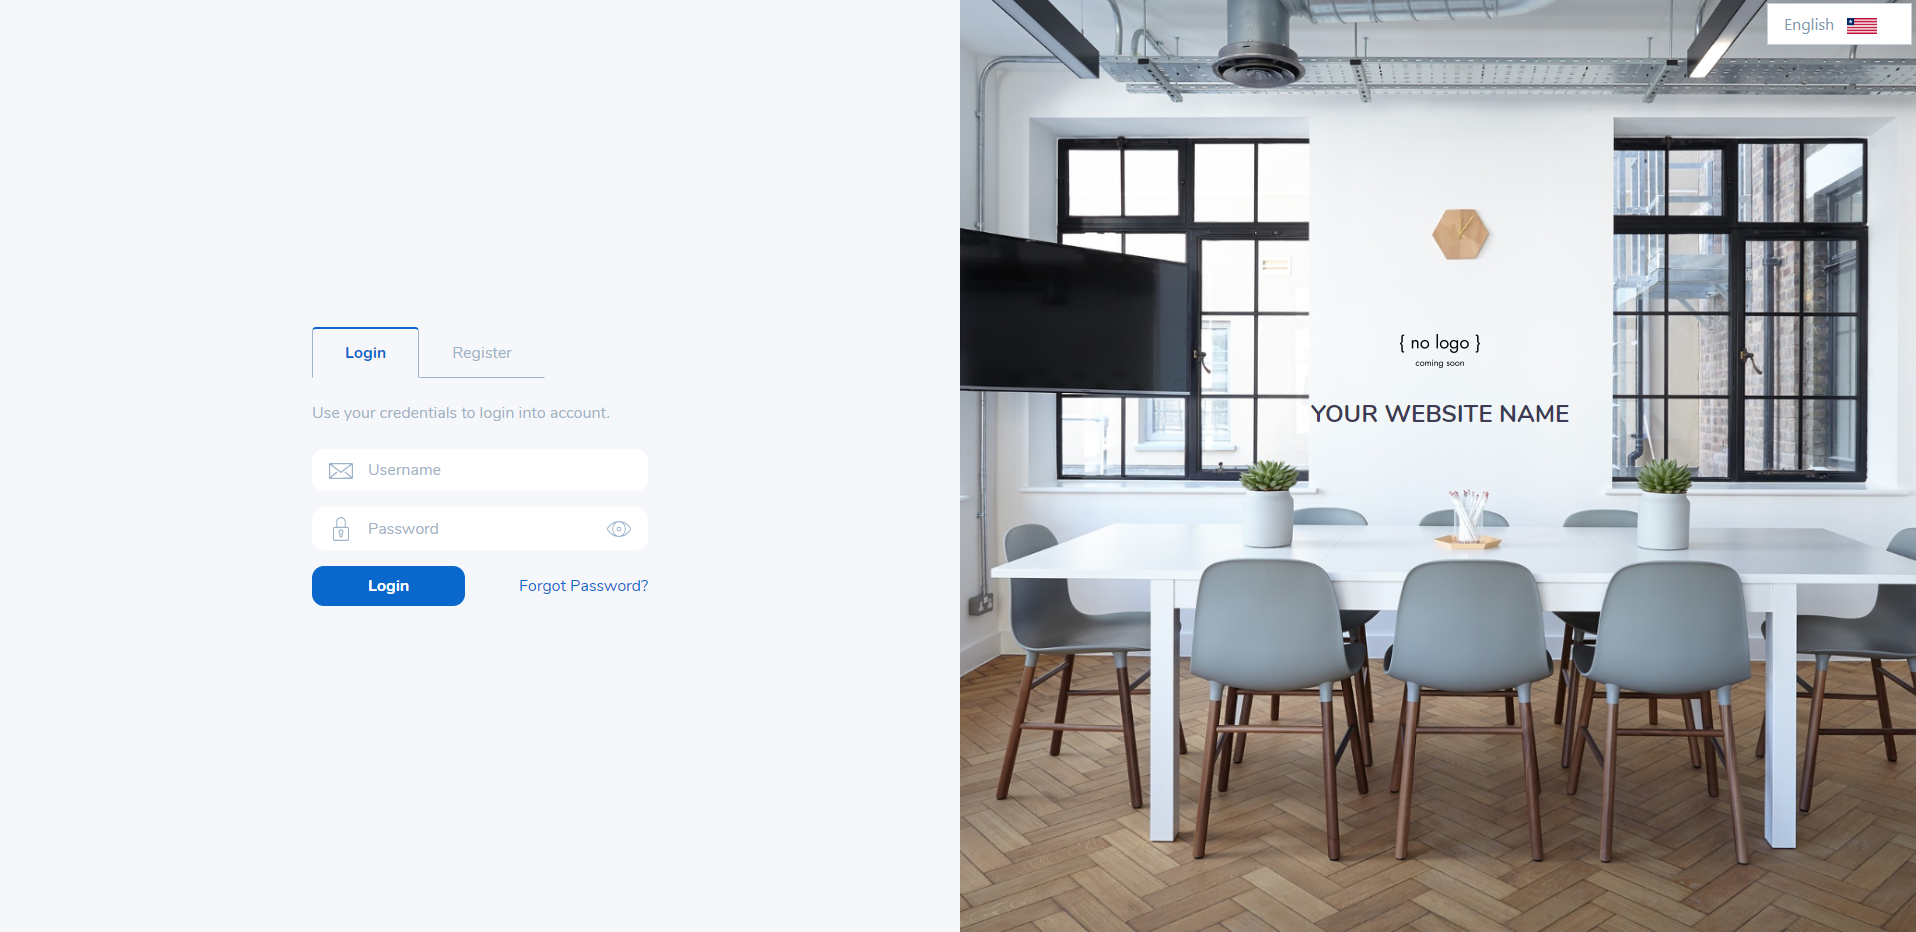 English
Login
Register
Use your credentials to login into account.
Username
Password
Login
Forgot Password?
{ no logo }
coming soon
YOUR WEBSITE NAME